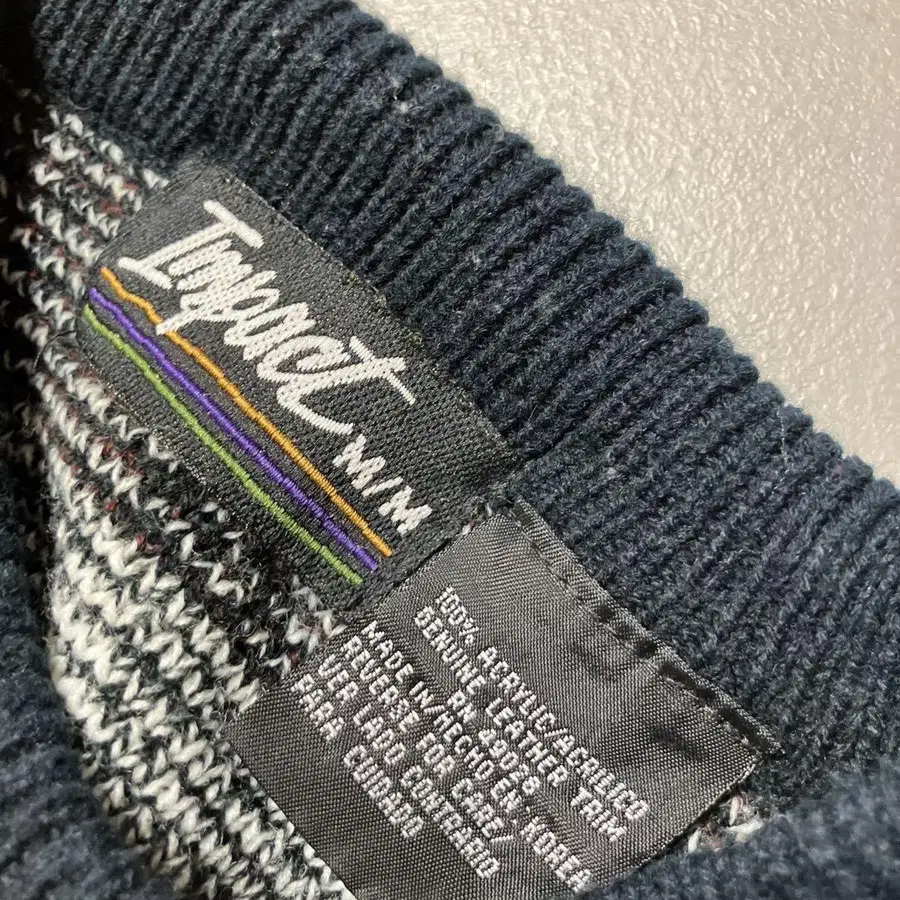 Impact
M/M
100% ACRYLIC/ACRILICO
GENUINE LEATHER TRIM
RN 79026
MADE IN/HECHO EN KOREA
REVERSE FOR CARE/
VER LADO CONTRARIO
PARA CUIDADO